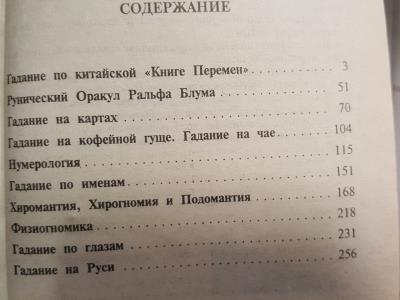 СОДЕРЖАНИЕ
Гадание по китайской «Книге Перемен» 3
Рунический Оракул Ральфа Блума 51
Гадание на картах 70
Гадание на кофейной гуще. Гадание на чае 104
Нумерология 115
Гадание по именам 151
Хиромантия, Хирогномия и Подомантия 168
Физиогномика 218
Гадание по глазам 231
Гадание на Руси 256